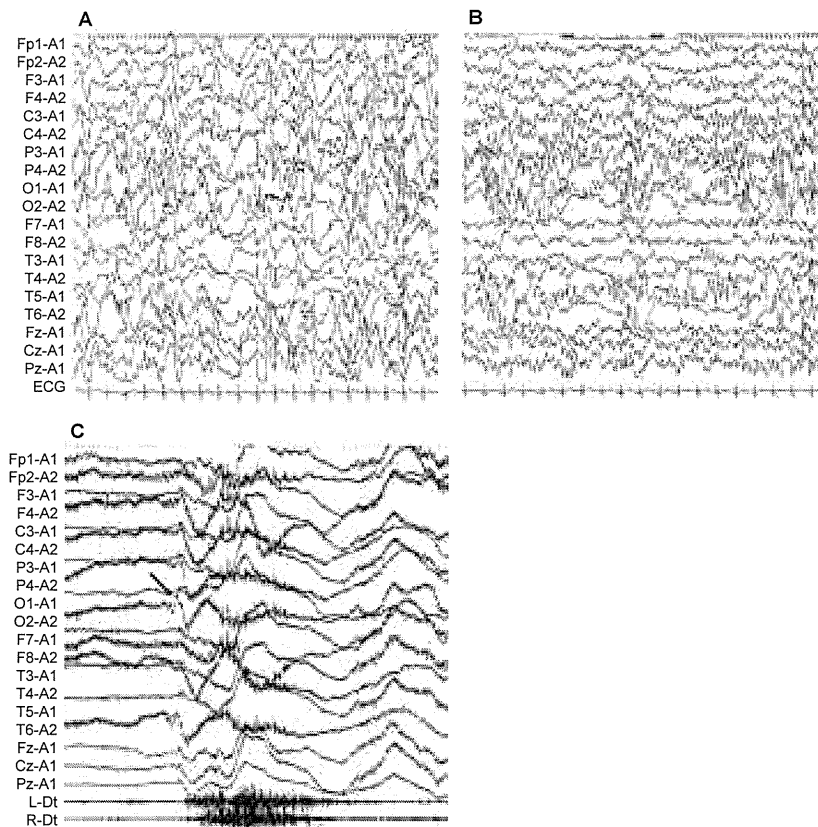 A
Fp1-A1
Fp2-A2
F3-A1
F4-A2
C3-A1
C4-A2
P3-A1
P4-A2
O1-A1
O2-A2
F7-A1
F8-A2
T3-A1
T4-A2
T5-A1
T6-A2
Fz-A1
Cz-A1
Pz-A1
ECG
B
C
Fp1-A1
Fp2-A2
F3-A1
F4-A2
C3-A1
C4-A2
P3-A1
P4-A2
O1-A1
O2-A2
F7-A1
F8-A2
T3-A1
T4-A2
T5-A1
T6-A2
Fz-A1
Cz-A1
Pz-A1
L-Dt
R-Dt